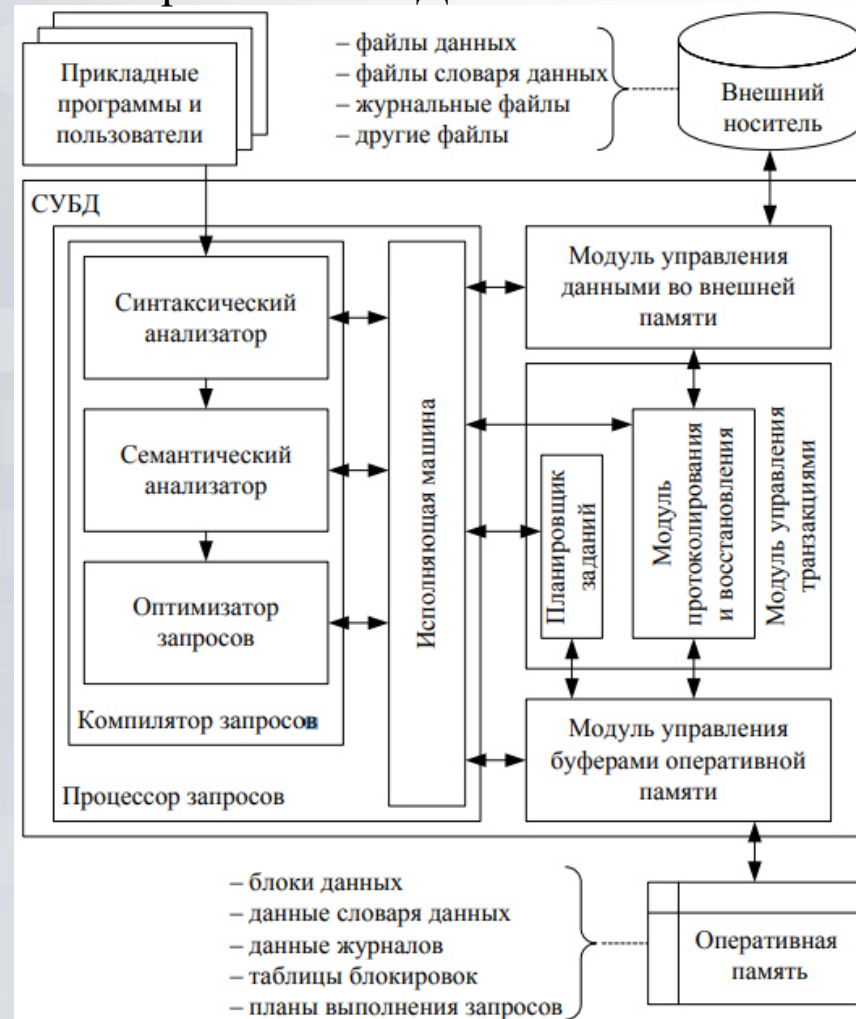 Прикладные
программы и
пользователи
– файлы данных
– файлы словаря данных
– журнальные файлы
– другие файлы
Внешний
носитель
СУБД
Синтаксический
анализатор
Семантический
анализатор
Оптимизатор
запросов
Компилятор запросов
Процессор запросов
Исполняющая машина
Модуль управления
данными во внешней
памяти
Планировщик
заданий
Модуль
протоколирования
и восстановления
Модуль управления
транзакциями
Модуль управления
буферами оперативной
памяти
– блоки данных
– данные словаря данных
– данные журналов
– таблицы блокировок
– планы выполнения запросов
Оперативная
память